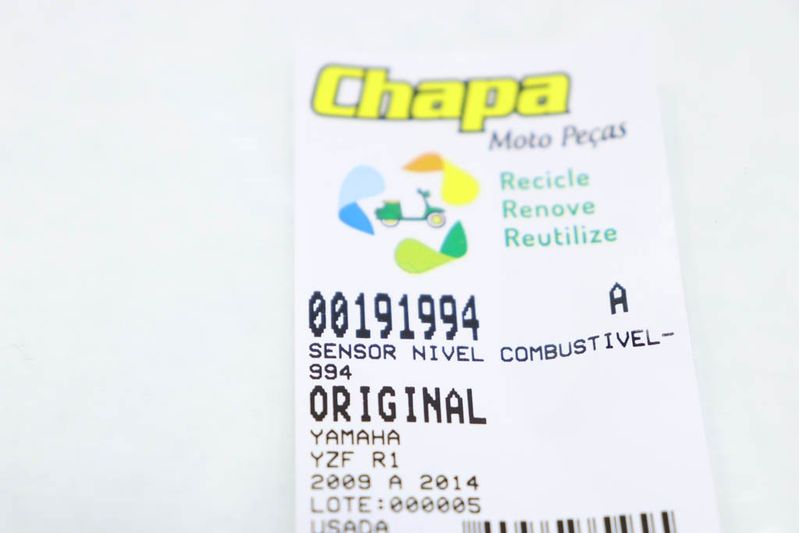 Chapa
Moto Peças
Recicle
Renove
Reutilize
00191994 A
SENSOR NIVEL COMBUSTIVEL-
994
ORIGINAL
YAMAHA
YZF R1
2009 A 2014
LOTE:000005
USADA